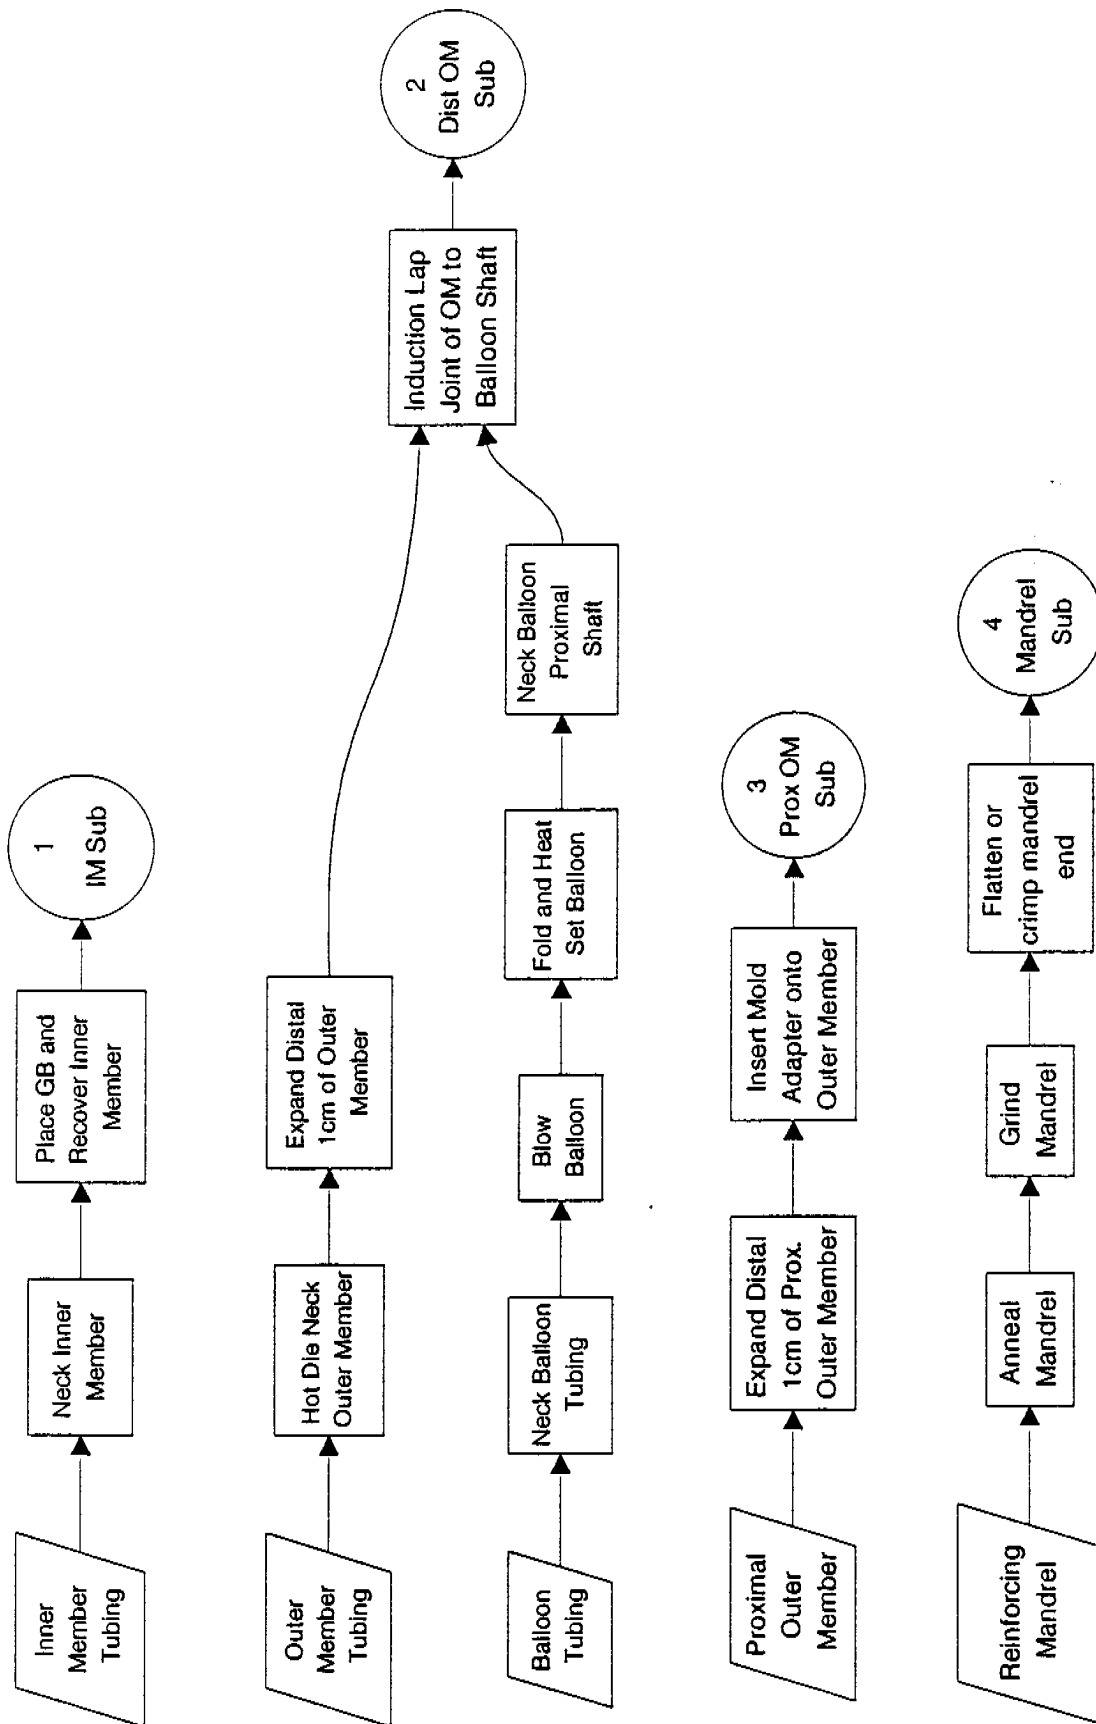 Inner
Member
Tubing
Neck Inner
Member
Place GB and
Recover Inner
Member
1
IM Sub
Outer
Member
Tubing
Hot Die Neck
Outer Member
Expand Distal
1cm of Outer
Member
Induction Lap
Joint of OM to
Balloon Shaft
2
Dist OM
Sub
Balloon
Tubing
Neck Balloon
Tubing
Blow
Balloon
Fold and Heat
Set Balloon
Neck Balloon
Proximal
Shaft
Proximal
Outer
Member
Expand Distal
1cm of Prox.
Outer Member
Insert Mold
Adapter onto
Outer Member
3
Prox OM
Sub
Reinforcing
Mandrel
Anneal
Mandrel
Grind
Mandrel
Flatten or
crimp mandrel
end
4
Mandrel
Sub